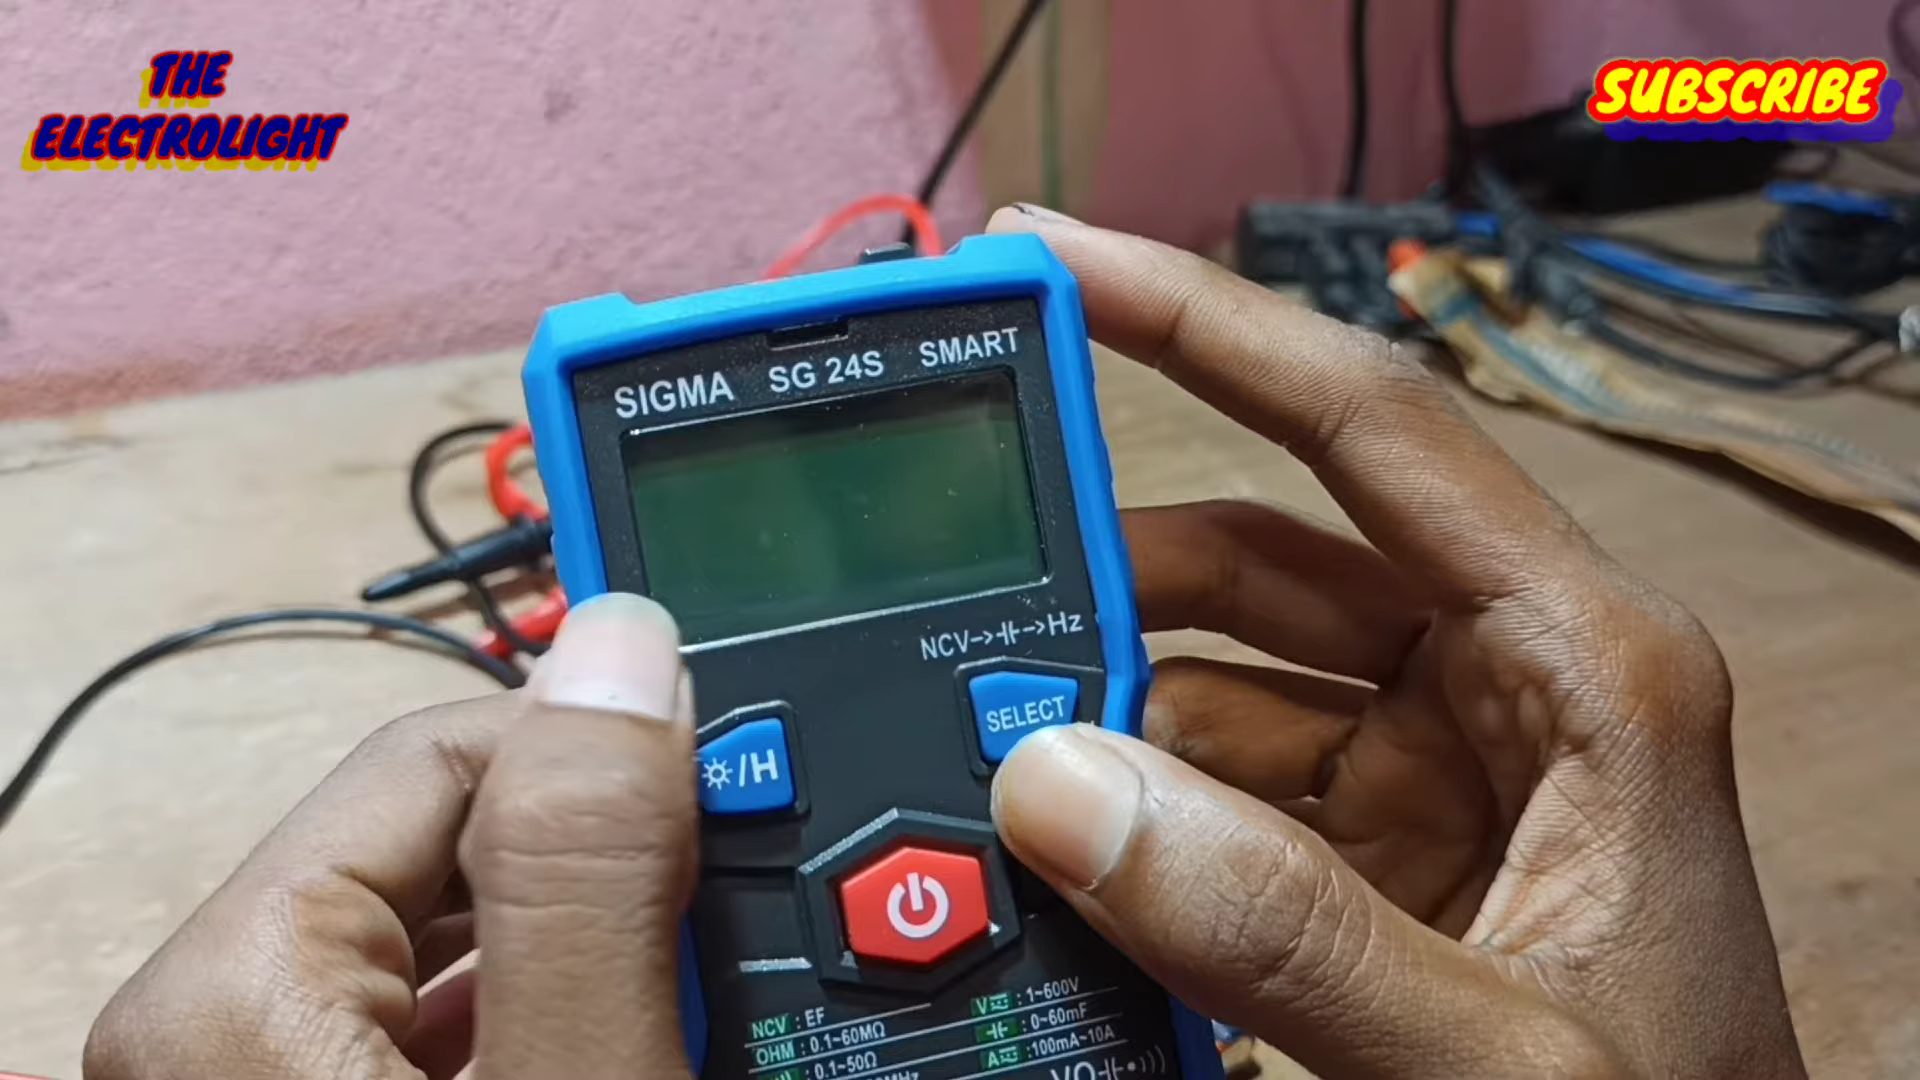 THE
ELECTROLIGHT
SUBSCRIBE
SIGMA SG 24S SMART
NCV->⊣⊢->Hz
SELECT
☼/H
NCV : EF
OHM : 0.1~60MΩ
: 0.1~50Ω
V : 1~600V
⊣⊢ : 0~60mF
A :100mA~10A